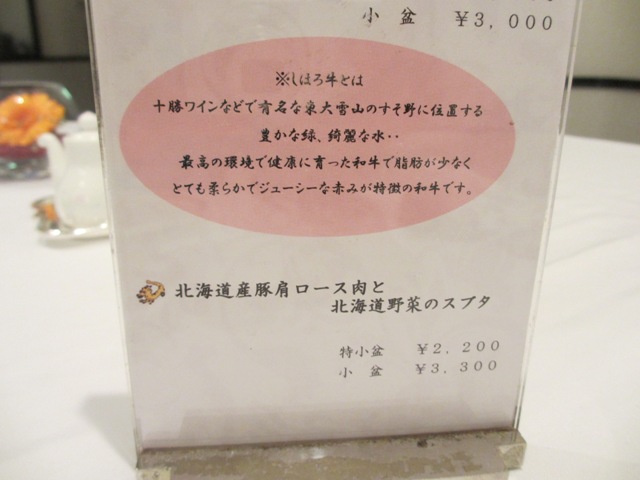 小 盆 ¥3,000
※しほろ牛とは
十勝ワインなどで有名な東大雪山のすそ野に位置する
豊かな緑、綺麗な水‥
最高の環境で健康に育った和牛で脂肪が少なく
とても柔らかでジューシーな赤みが特徴の和牛です。
北海道産豚肩ロース肉と
北海道野菜のスブタ
特小盆 ¥2,200
小 盆 ¥3,300